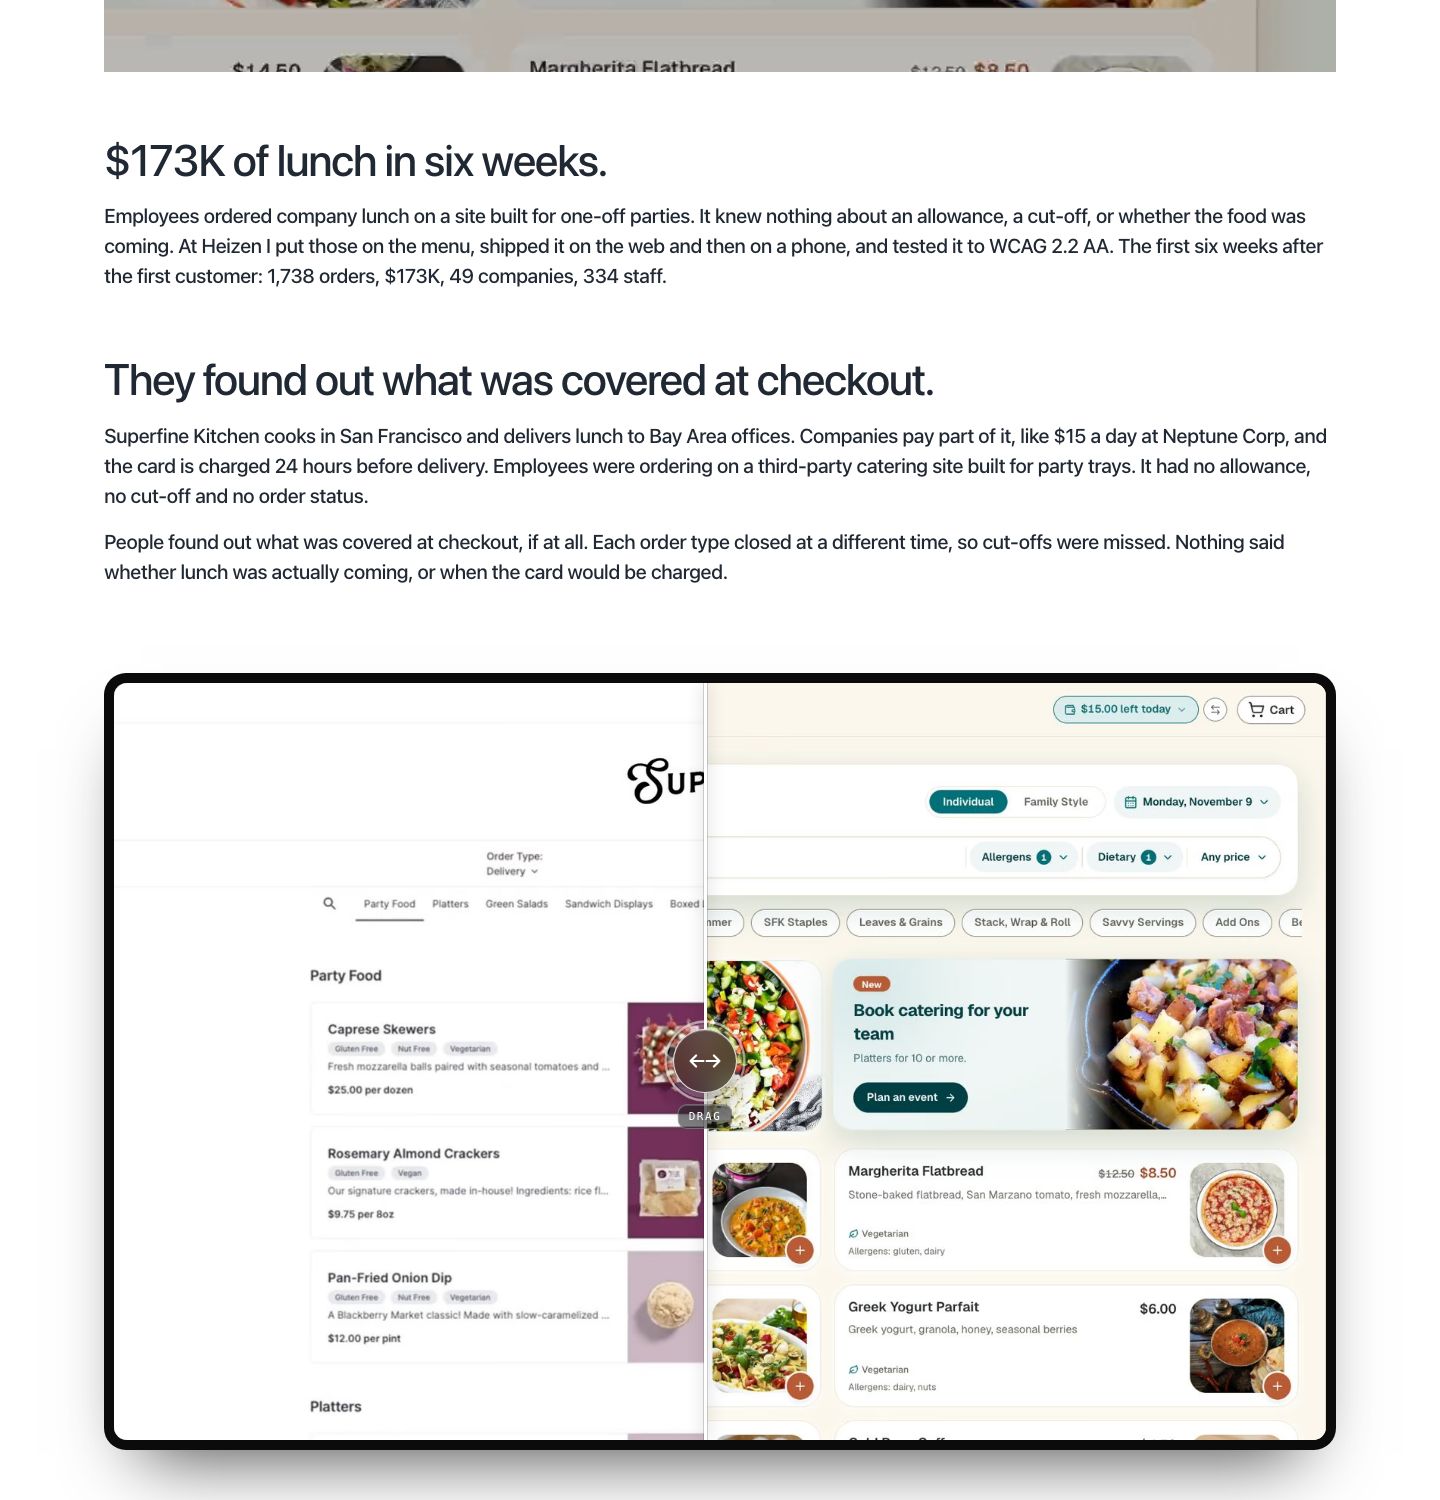 $14.50
Margherita Flatbread
$12.50 $8.50
$173K of lunch in six weeks.
Employees ordered company lunch on a site built for one-off parties. It knew nothing about an allowance, a cut-off, or whether the food was
coming. At Heizen I put those on the menu, shipped it on the web and then on a phone, and tested it to WCAG 2.2 AA. The first six weeks after
the first customer: 1,738 orders, $173K, 49 companies, 334 staff.
They found out what was covered at checkout.
Superfine Kitchen cooks in San Francisco and delivers lunch to Bay Area offices. Companies pay part of it, like $15 a day at Neptune Corp, and
the card is charged 24 hours before delivery. Employees were ordering on a third-party catering site built for party trays. It had no allowance,
no cut-off and no order status.
People found out what was covered at checkout, if at all. Each order type closed at a different time, so cut-offs were missed. Nothing said
whether lunch was actually coming, or when the card would be charged.
SUP
Order Type:
Delivery
Party Food Platters Green Salads Sandwich Displays Boxed
Party Food
Caprese Skewers
Gluten Free Nut Free Vegetarian
Fresh mozzarella balls paired with seasonal tomatoes and ...
$25.00 per dozen
Rosemary Almond Crackers
Gluten Free Vegan
Our signature crackers, made in-house! Ingredients: rice fl...
$9.75 per 8oz
Pan-Fried Onion Dip
Gluten Free Nut Free Vegetarian
A Blackberry Market classic! Made with slow-caramelized ...
$12.00 per pint
Platters
DRAG
$15.00 left today
Cart
Individual Family Style Monday, November 9
Allergens 1 Dietary 1 Any price
mmer SFK Staples Leaves & Grains Stack, Wrap & Roll Savvy Servings Add Ons Be
New
Book catering for your
team
Platters for 10 or more.
Plan an event
Margherita Flatbread
$12.50 $8.50
Stone-baked flatbread, San Marzano tomato, fresh mozzarella,...
Vegetarian
Allergens: gluten, dairy
Greek Yogurt Parfait
$6.00
Greek yogurt, granola, honey, seasonal berries
Vegetarian
Allergens: dairy, nuts